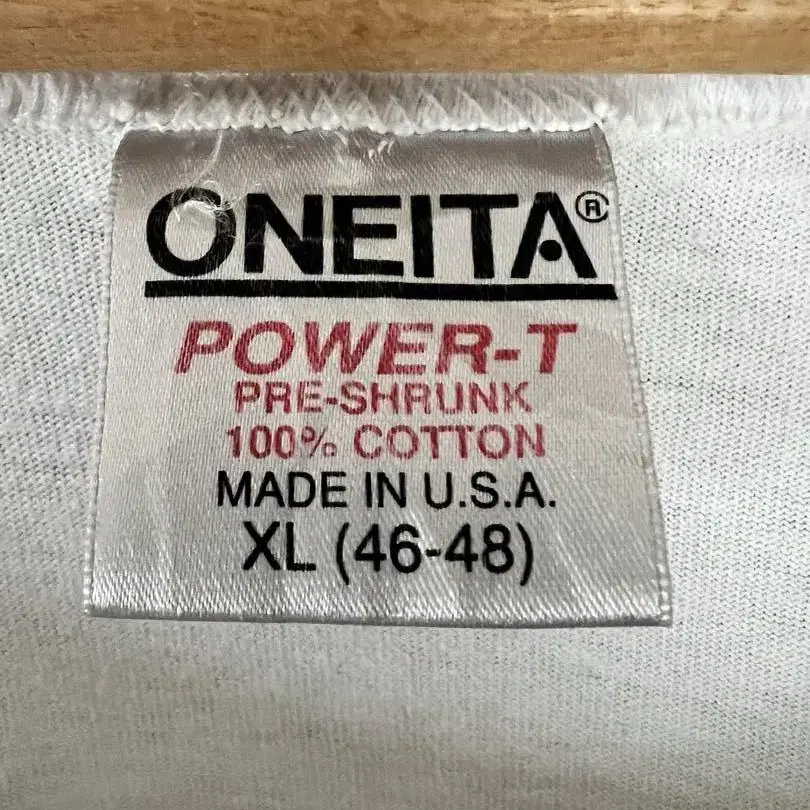 ONEITA®
POWER-T
PRE-SHRUNK
100% COTTON
MADE IN U.S.A.
XL (46-48)